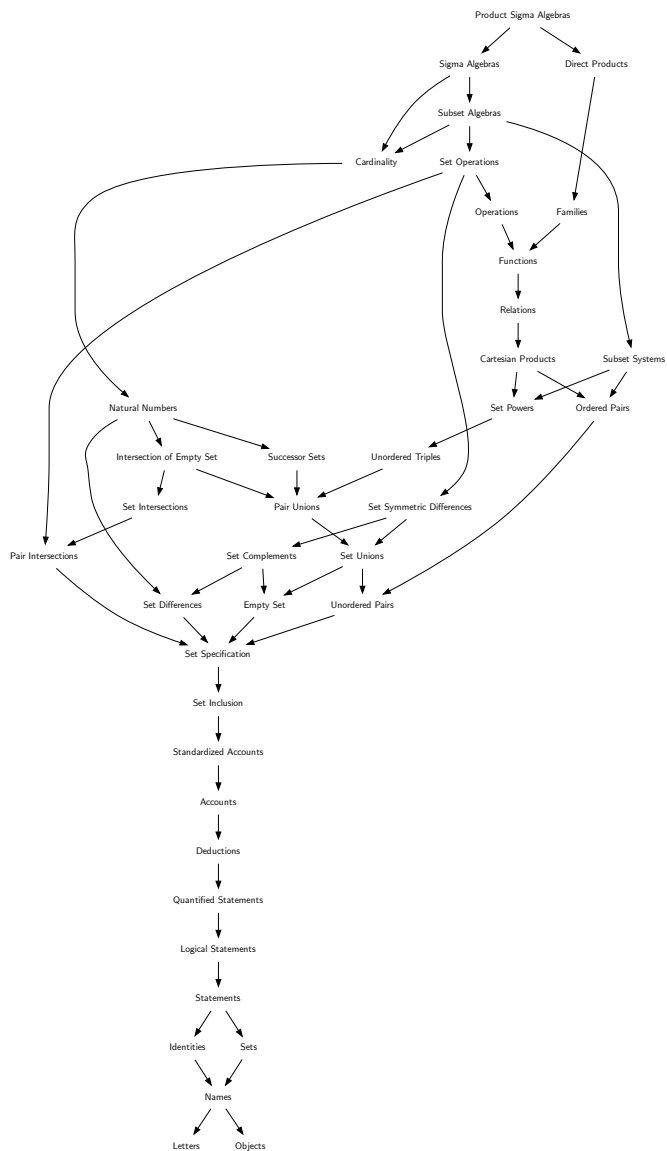 Product Sigma Algebras
Sigma Algebras
Direct Products
Subset Algebras
Cardinality
Set Operations
Operations
Families
Functions
Relations
Cartesian Products
Subset Systems
Natural Numbers
Set Powers
Ordered Pairs
Intersection of Empty Set
Successor Sets
Unordered Triples
Set Intersections
Pair Unions
Set Symmetric Differences
Pair Intersections
Set Complements
Set Unions
Set Differences
Empty Set
Unordered Pairs
Set Specification
Set Inclusion
Standardized Accounts
Accounts
Deductions
Quantified Statements
Logical Statements
Statements
Identities
Sets
Names
Letters
Objects